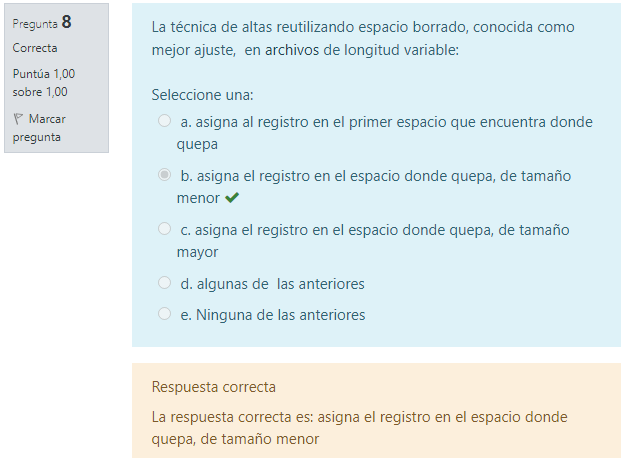 Pregunta 8
Correcta
Puntúa 1,00
sobre 1,00
Marcar
pregunta
La técnica de altas reutilizando espacio borrado, conocida como
mejor ajuste, en archivos de longitud variable:
Seleccione una:
a. asigna al registro en el primer espacio que encuentra donde
quepa
b. asigna el registro en el espacio donde quepa, de tamaño
menor
c. asigna el registro en el espacio donde quepa, de tamaño
mayor
d. algunas de las anteriores
e. Ninguna de las anteriores
Respuesta correcta
La respuesta correcta es: asigna el registro en el espacio donde
quepa, de tamaño menor